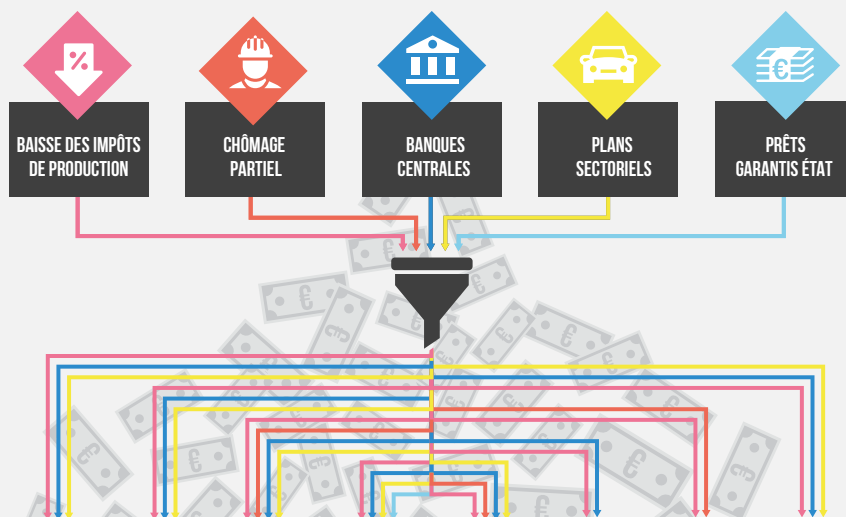 BAISSE DES IMPÔTS
DE PRODUCTION
CHÔMAGE
PARTIEL
BANQUES
CENTRALES
PLANS
SECTORIELS
PRÊTS
GARANTIS ÉTAT